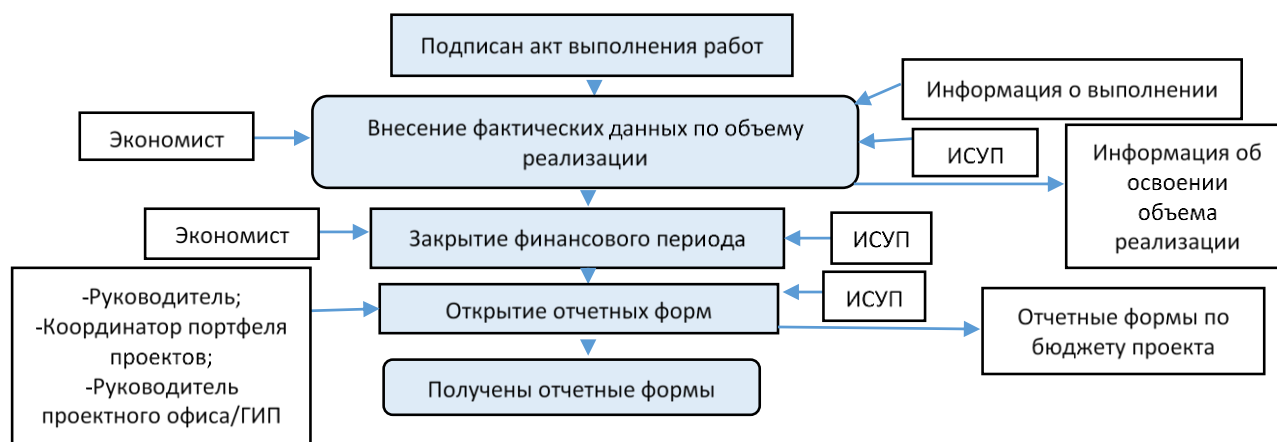 Подписан акт выполнения работ
Информация о выполнении
Экономист
Внесение фактических данных по объему
реализации
ИСУП
Информация об
освоении
объема
реализации
Экономист
Закрытие финансового периода
ИСУП
-Руководитель;
-Координатор портфеля
проектов;
-Руководитель
проектного офиса/ГИП
Открытие отчетных форм
ИСУП
Отчетные формы по
бюджету проекта
Получены отчетные формы